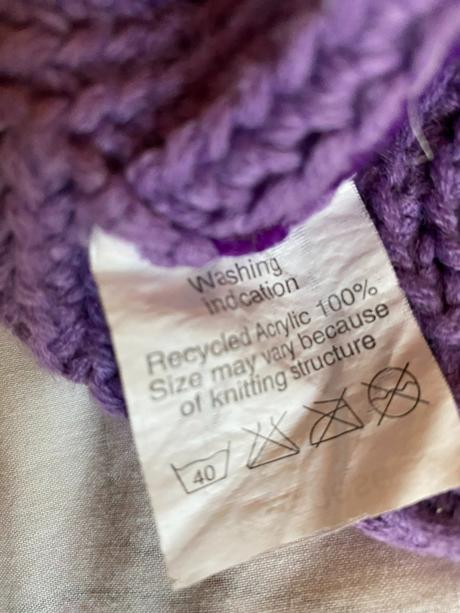 Washing
indcation
Recycled Acrylic 100%
Size may vary because
of knitting structure
40